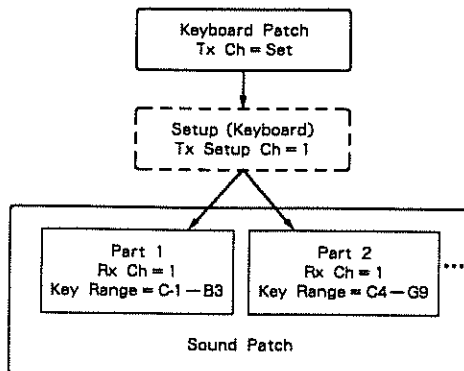 Keyboard Patch
Tx Ch = Set
Setup (Keyboard)
Tx Setup Ch = 1
Part 1
Rx Ch = 1
Key Range = C-1 — B3
Part 2
Rx Ch = 1
Key Range = C4 — G9
...
Sound Patch